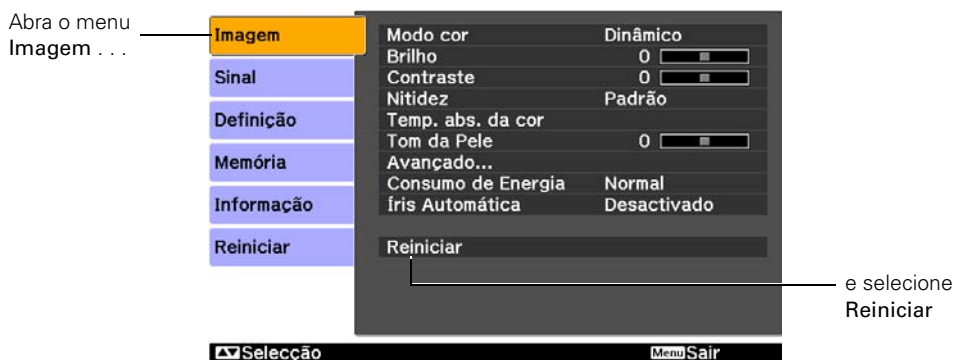 Abra o menu
Imagem . . .
Imagem
Sinal
Definição
Memória
Informação
Reiniciar
Modo cor Dinâmico
Brilho 0
Contraste 0
Nitidez Padrão
Temp. abs. da cor
Tom da Pele 0
Avançado...
Consumo de Energia Normal
Íris Automática Desactivado
Reiniciar
e selecione
Reiniciar
Selecção Menu Sair